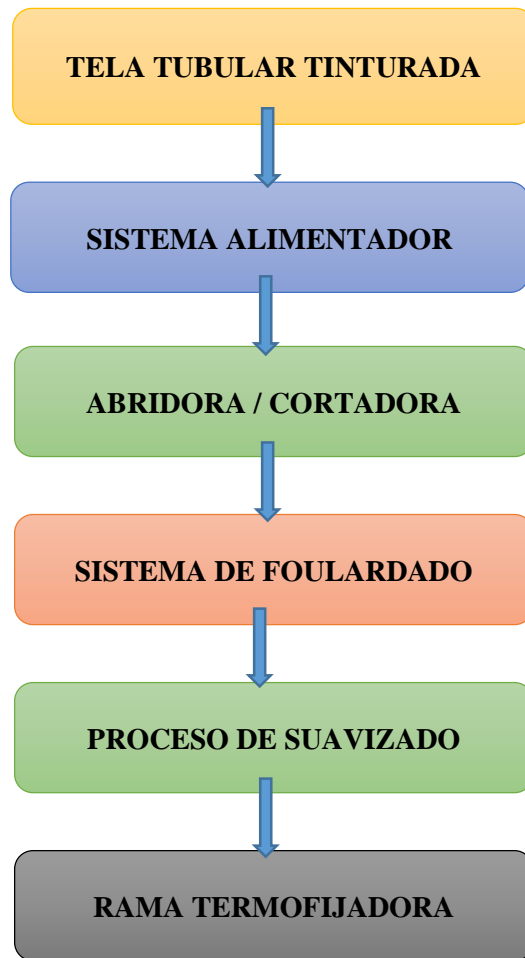 TELA TUBULAR TINTURADA
SISTEMA ALIMENTADOR
ABRIDORA / CORTADORA
SISTEMA DE FOULARDADO
PROCESO DE SUAVIZADO
RAMA TERMOFIJADORA